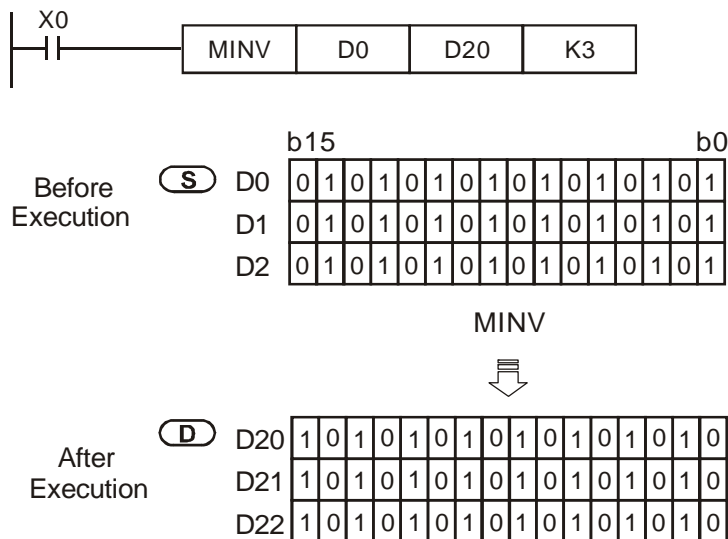 X0
MINV D0 D20 K3
b15 b0
Before Execution
S
D0 0 1 0 1 0 1 0 1 0 1 0 1 0 1 0 1
D1 0 1 0 1 0 1 0 1 0 1 0 1 0 1 0 1
D2 0 1 0 1 0 1 0 1 0 1 0 1 0 1 0 1
MINV
After Execution
D
D20 1 0 1 0 1 0 1 0 1 0 1 0 1 0 1 0
D21 1 0 1 0 1 0 1 0 1 0 1 0 1 0 1 0
D22 1 0 1 0 1 0 1 0 1 0 1 0 1 0 1 0